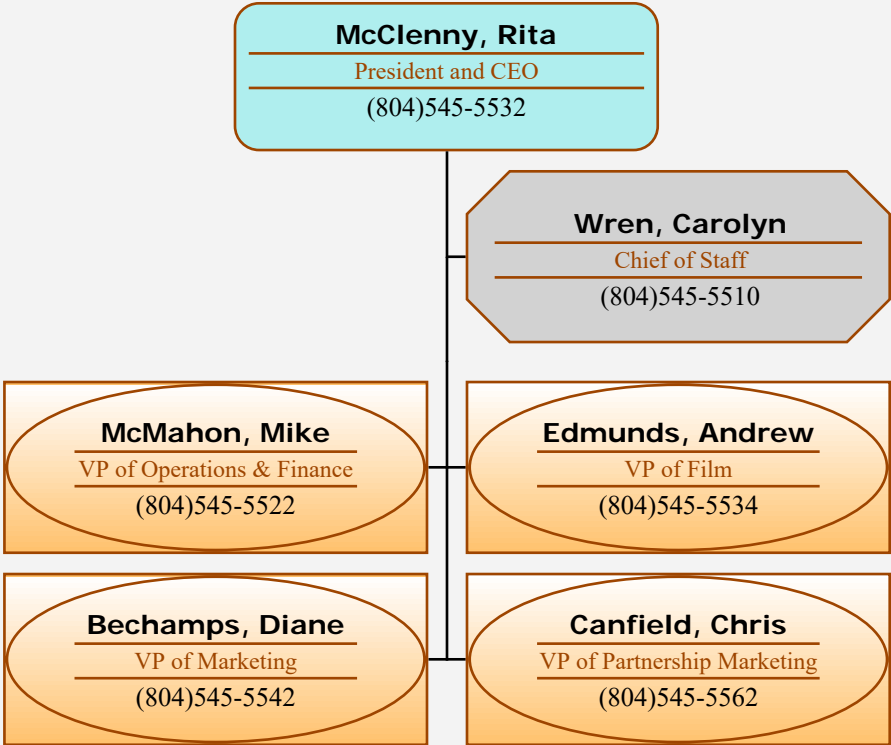 McClenny, Rita
President and CEO
(804)545-5532
Wren, Carolyn
Chief of Staff
(804)545-5510
McMahon, Mike
VP of Operations & Finance
(804)545-5522
Edmunds, Andrew
VP of Film
(804)545-5534
Bechamps, Diane
VP of Marketing
(804)545-5542
Canfield, Chris
VP of Partnership Marketing
(804)545-5562